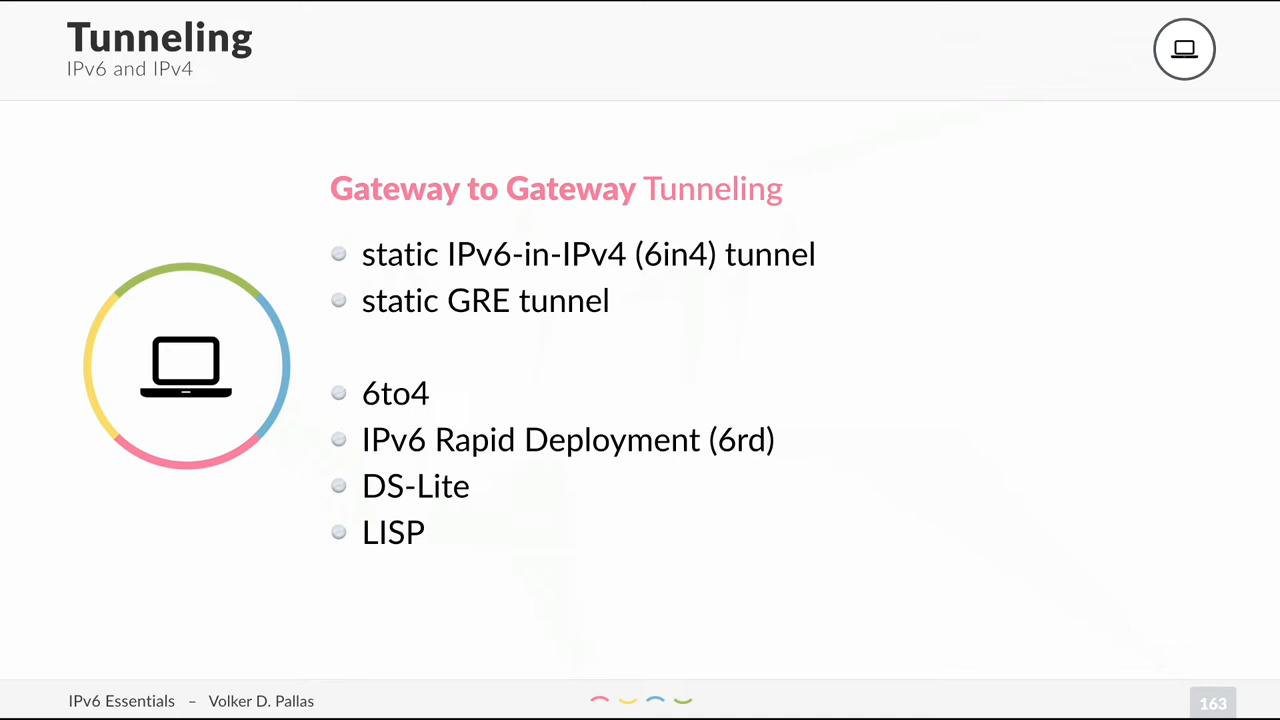 Tunneling
IPv6 and IPv4
Gateway to Gateway Tunneling
static IPv6-in-IPv4 (6in4) tunnel
static GRE tunnel
6to4
IPv6 Rapid Deployment (6rd)
DS-Lite
LISP
IPv6 Essentials – Volker D. Pallas
163